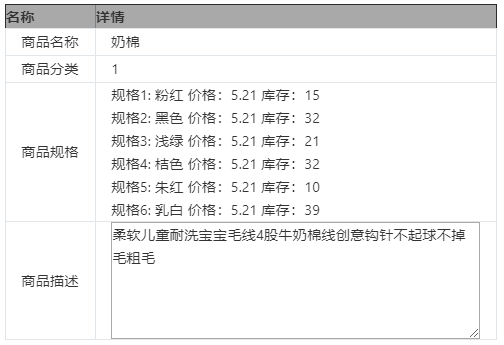 名称 详情
商品名称 奶棉
商品分类 1
商品规格
规格1: 粉红 价格：5.21 库存：15
规格2: 黑色 价格：5.21 库存：32
规格3: 浅绿 价格：5.21 库存：21
规格4: 桔色 价格：5.21 库存：32
规格5: 朱红 价格：5.21 库存：10
规格6: 乳白 价格：5.21 库存：39
商品描述
柔软儿童耐洗宝宝毛线4股牛奶棉线创意钩针不起球不掉
毛粗毛